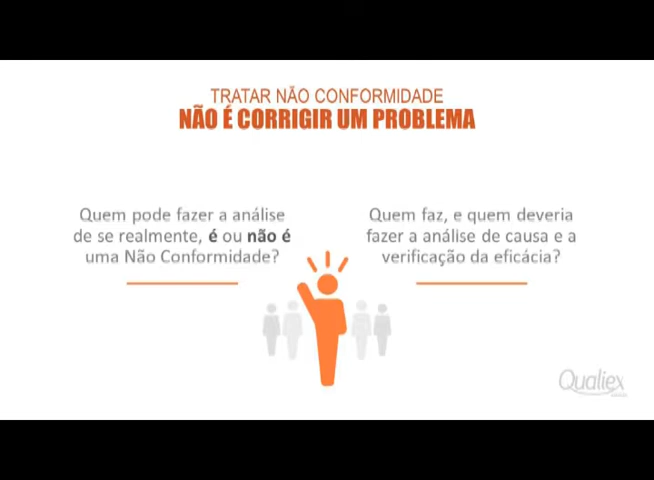 TRATAR NÃO CONFORMIDADE
NÃO É CORRIGIR UM PROBLEMA
Quem pode fazer a análise
de se realmente, é ou não é
uma Não Conformidade?
Quem faz, e quem deveria
fazer a análise de causa e a
verificação da eficácia?
Qualiex